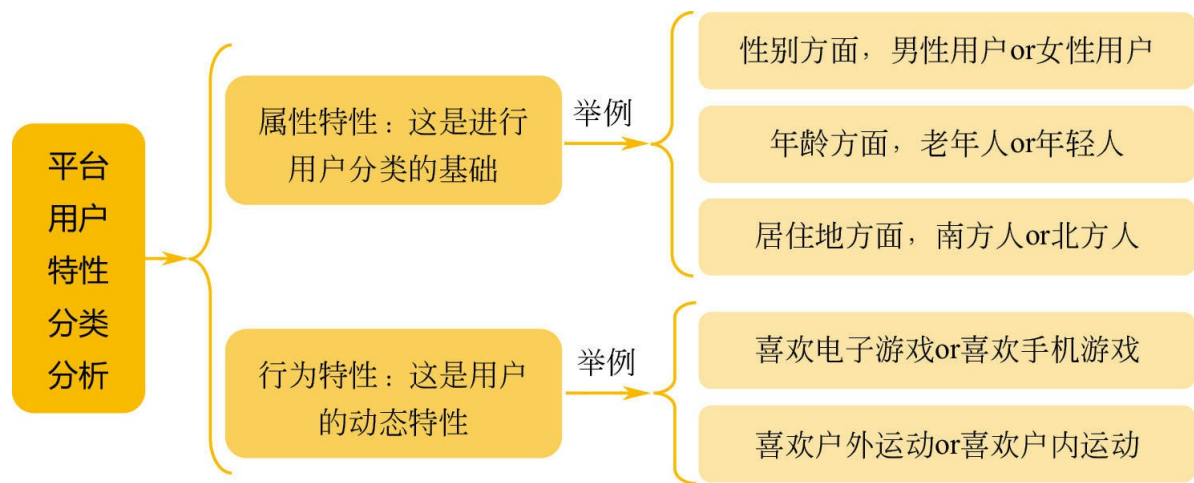 平台
用户
特性
分类
分析
属性特性：这是进行
用户分类的基础
举例
性别方面，男性用户or女性用户
年龄方面，老年人or年轻人
居住地方面，南方人or北方人
行为特性：这是用户
的动态特性
举例
喜欢电子游戏or喜欢手机游戏
喜欢户外运动or喜欢户内运动